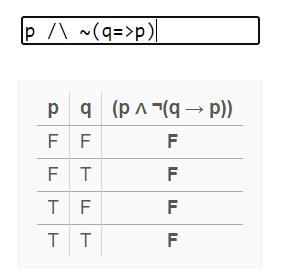 p /\ ~(q=>p)
p q (p ∧ ¬(q → p))
F F F
F T F
T F F
T T F